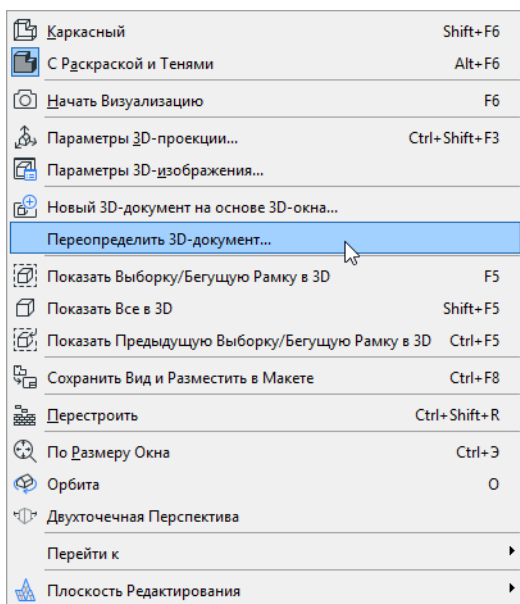 Каркасный Shift+F6
С Раскраской и Тенями Alt+F6
Начать Визуализацию F6
Параметры 3D-проекции... Ctrl+Shift+F3
Параметры 3D-изображения...
Новый 3D-документ на основе 3D-окна...
Переопределить 3D-документ...
Показать Выборку/Бегущую Рамку в 3D F5
Показать Все в 3D Shift+F5
Показать Предыдущую Выборку/Бегущую Рамку в 3D Ctrl+F5
Сохранить Вид и Разместить в Макете Ctrl+F8
Перестроить Ctrl+Shift+R
По Размеру Окна Ctrl+Э
Орбита O
Двухточечная Перспектива
Перейти к
Плоскость Редактирования